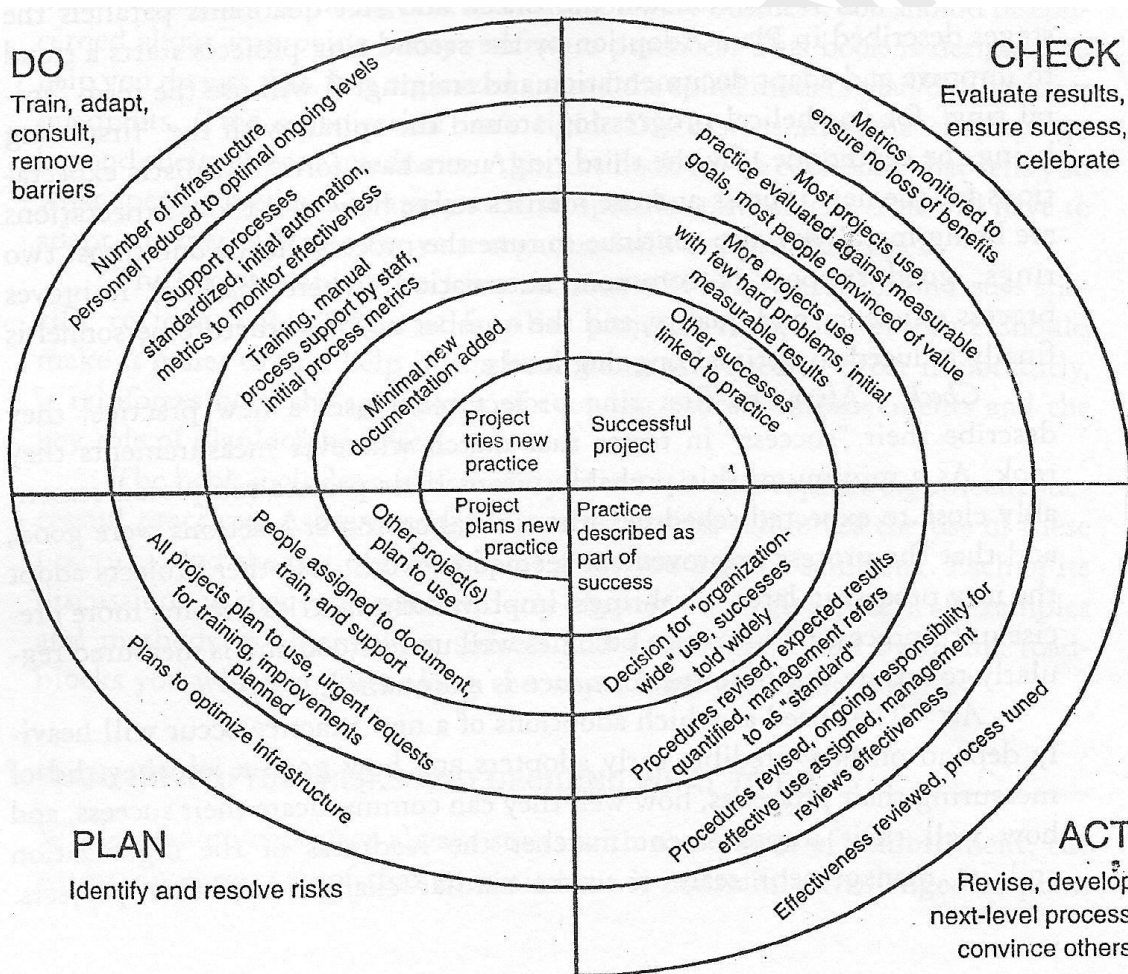 DO
Train, adapt,
consult,
remove
barriers
CHECK
Evaluate results,
ensure success,
celebrate
Number of infrastructure
personnel reduced to optimal ongoing levels
Support processes
standardized, initial automation,
metrics to monitor effectiveness
Training, manual
process support by staff,
initial process metrics
Minimal new
documentation added
Project
tries new
practice
Metrics monitored to
ensure no loss of benefits
Most projects use,
practice evaluated against measurable
goals, most people convinced of value
More projects use
with few hard problems, initial
measurable results
Other successes
linked to practice
Successful
project
Project
plans new
practice
Other project(s)
plan to use
People assigned to document,
train, and support
All projects plan to use, urgent requests
for training; improvements
planned
Plans to optimize infrastructure
Practice
described as
part of
success
Decision for "organization-
wide" use, successes
told widely
Procedures revised, expected results
quantified, management refers
to as "standard"
Procedures revised, ongoing responsibility for
effective use assigned, management
reviews effectiveness
Effectiveness reviewed, process tuned
PLAN
Identify and resolve risks
ACT
Revise, develop
next-level process
convince others